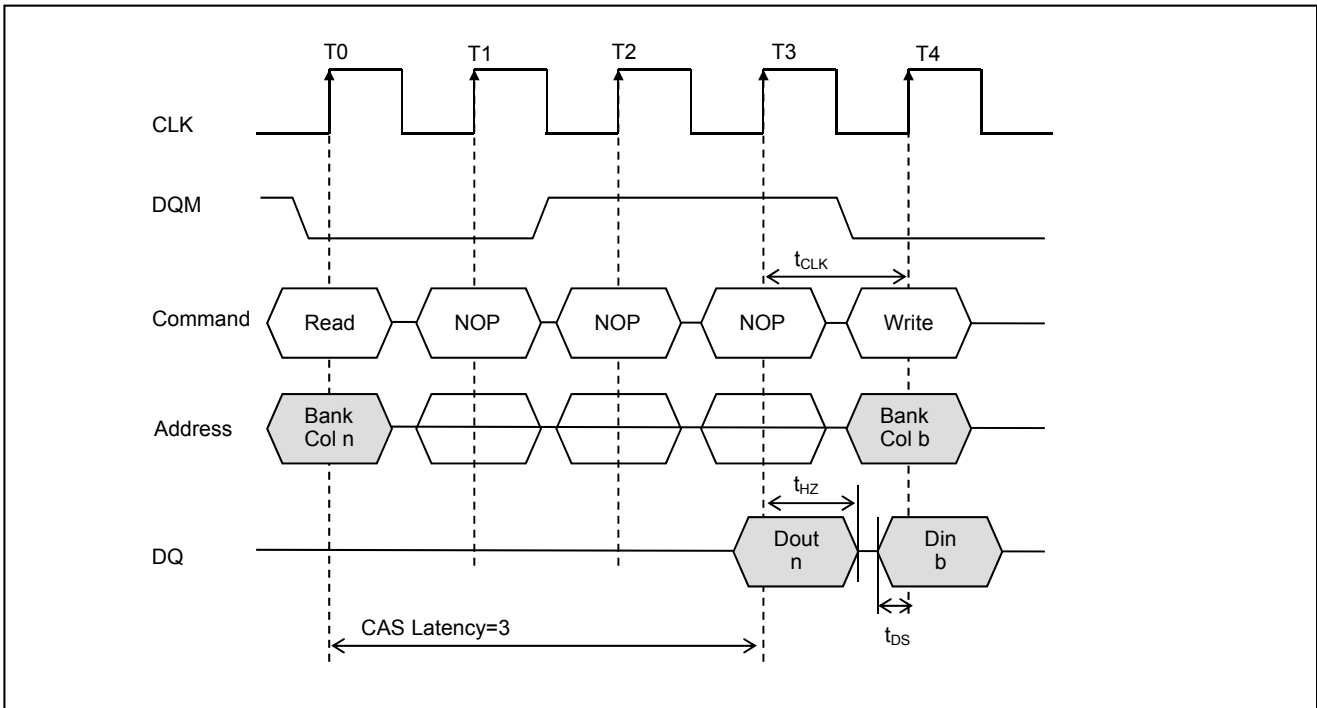 T0 T1 T2 T3 T4
CLK
DQM
tCLK
Command Read NOP NOP NOP Write
Address
Bank
Col n
Bank
Col b
tHZ
DQ
Dout
n
Din
b
CAS Latency=3
tDS